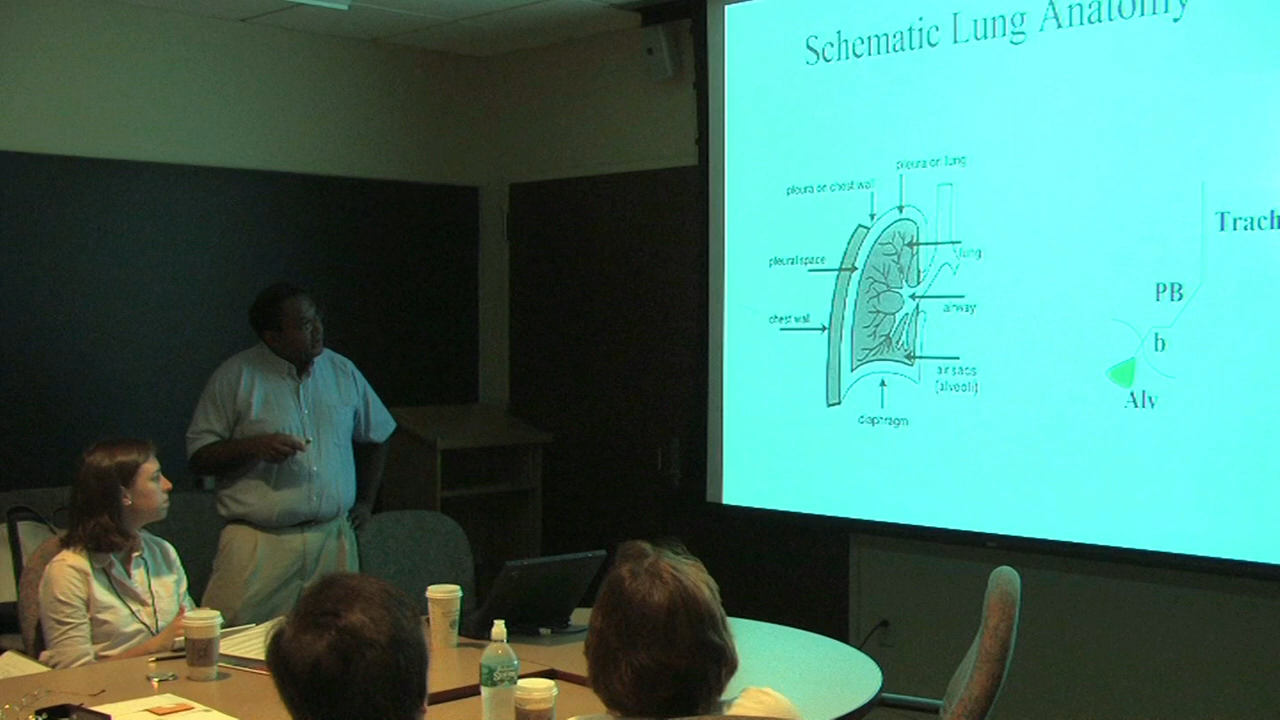 Schematic Lung Anatomy
pleura on lung
pleura on chest wall
Trach
lung
pleural space
PB
airway
chest wall
b
air sacs
(alveoli)
Alv
diaphragm